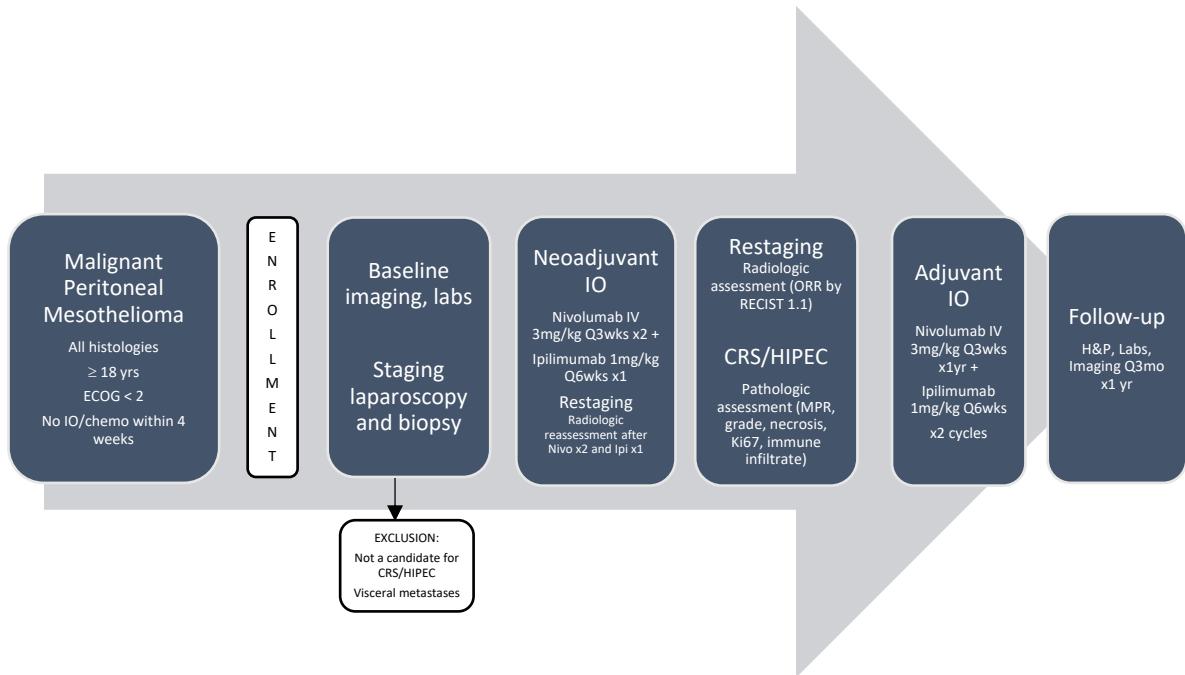 Malignant
Peritoneal
Mesothelioma
All histologies
≥ 18 yrs
ECOG < 2
No IO/chemo within 4
weeks
E
N
R
O
L
L
M
E
N
T
Baseline
imaging, labs
Staging
laparoscopy
and biopsy
EXCLUSION:
Not a candidate for
CRS/HIPEC
Visceral metastases
Neoadjuvant
IO
Nivolumab IV
3mg/kg Q3wks x2 +
Ipilimumab 1mg/kg
Q6wks x1
Restaging
Radiologic
reassessment after
Nivo x2 and Ipi x1
Restaging
Radiologic
assessment (ORR by
RECIST 1.1)
CRS/HIPEC
Pathologic
assessment (MPR,
grade, necrosis,
Ki67, immune
infiltrate)
Adjuvant
IO
Nivolumab IV
3mg/kg Q3wks
x1yr +
Ipilimumab
1mg/kg Q6wks
x2 cycles
Follow-up
H&P, Labs,
Imaging Q3mo
x1 yr